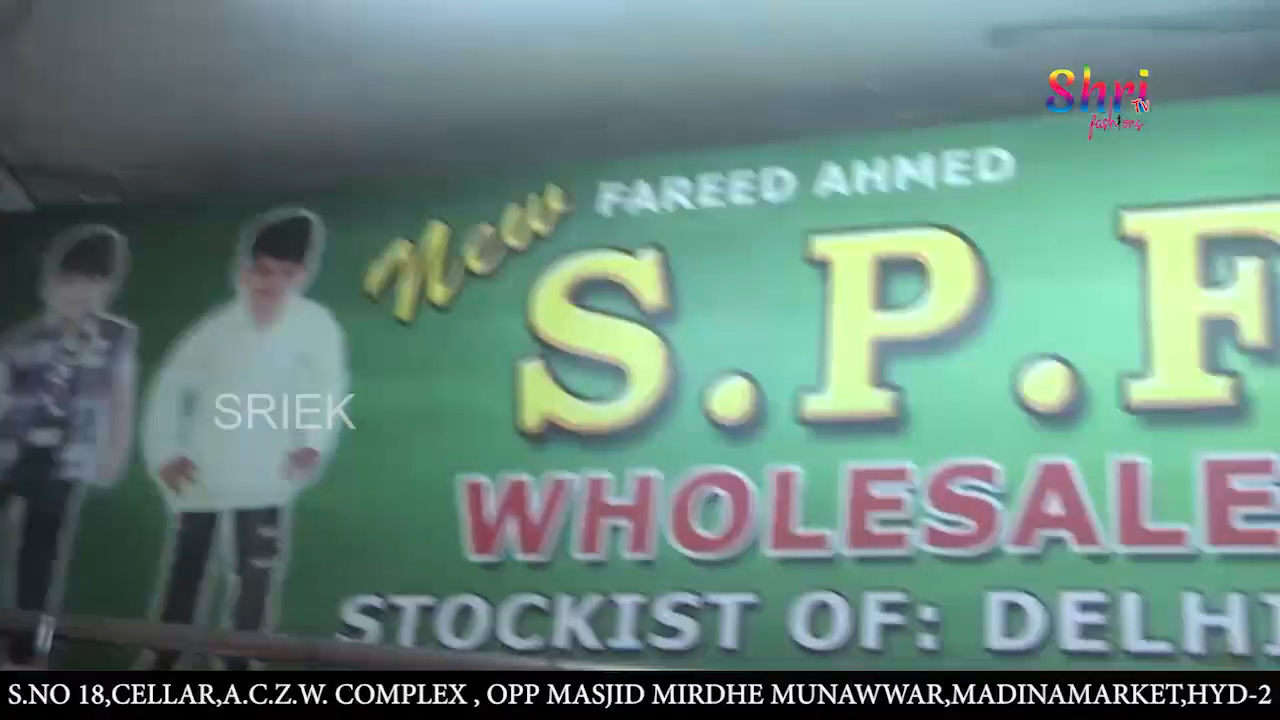 Shri
TV
fashions
FAREED AHMED
New
S.P.F
WHOLESALE
STOCKIST OF: DELHI
SRIEK
S.NO 18,CELLAR,A.C.Z.W. COMPLEX , OPP MASJID MIRDHE MUNAWWAR,MADINAMARKET,HYD-2